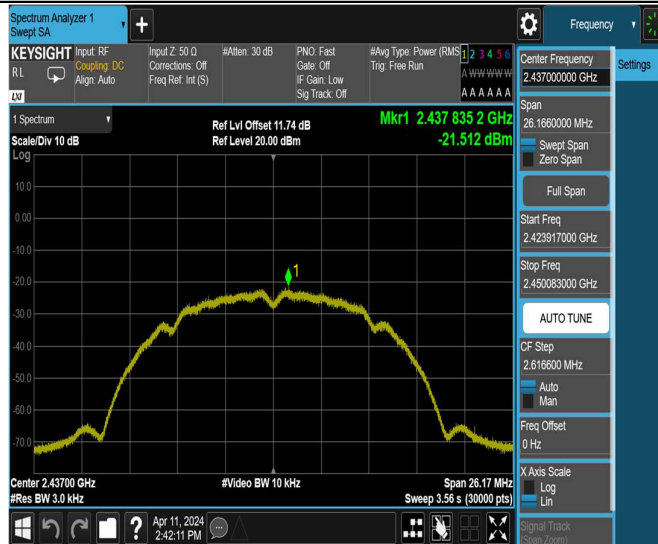 Spectrum Analyzer 1
Swept SA
Frequency
KEYSIGHT
RL
LXI
Input: RF
Coupling: DC
Align: Auto
Input Z: 50 Ω
Corrections: Off
Freq Ref: Int (S)
#Atten: 30 dB
PNO: Fast
Gate: Off
IF Gain: Low
Sig Track: Off
#Avg Type: Power (RMS
Trig: Free Run
1 2 3 4 5 6
A W W W W W
A A A A A A
1 Spectrum
Scale/Div 10 dB
Log
Ref Lvl Offset 11.74 dB
Ref Level 20.00 dBm
Mkr1 2.437 835 2 GHz
-21.512 dBm
10.0
0.00
-10.0
-20.0
-30.0
-40.0
-50.0
-60.0
-70.0
1
Center 2.43700 GHz
#Res BW 3.0 kHz
#Video BW 10 kHz
Span 26.17 MHz
Sweep 3.56 s (30000 pts)
Apr 11, 2024
2:42:11 PM
Center Frequency
2.437000000 GHz
Settings
Span
26.1660000 MHz
Swept Span
Zero Span
Full Span
Start Freq
2.423917000 GHz
Stop Freq
2.450083000 GHz
AUTO TUNE
CF Step
2.616600 MHz
Auto
Man
Freq Offset
0 Hz
X Axis Scale
Log
Lin
Signal Track
(Span Zoom)